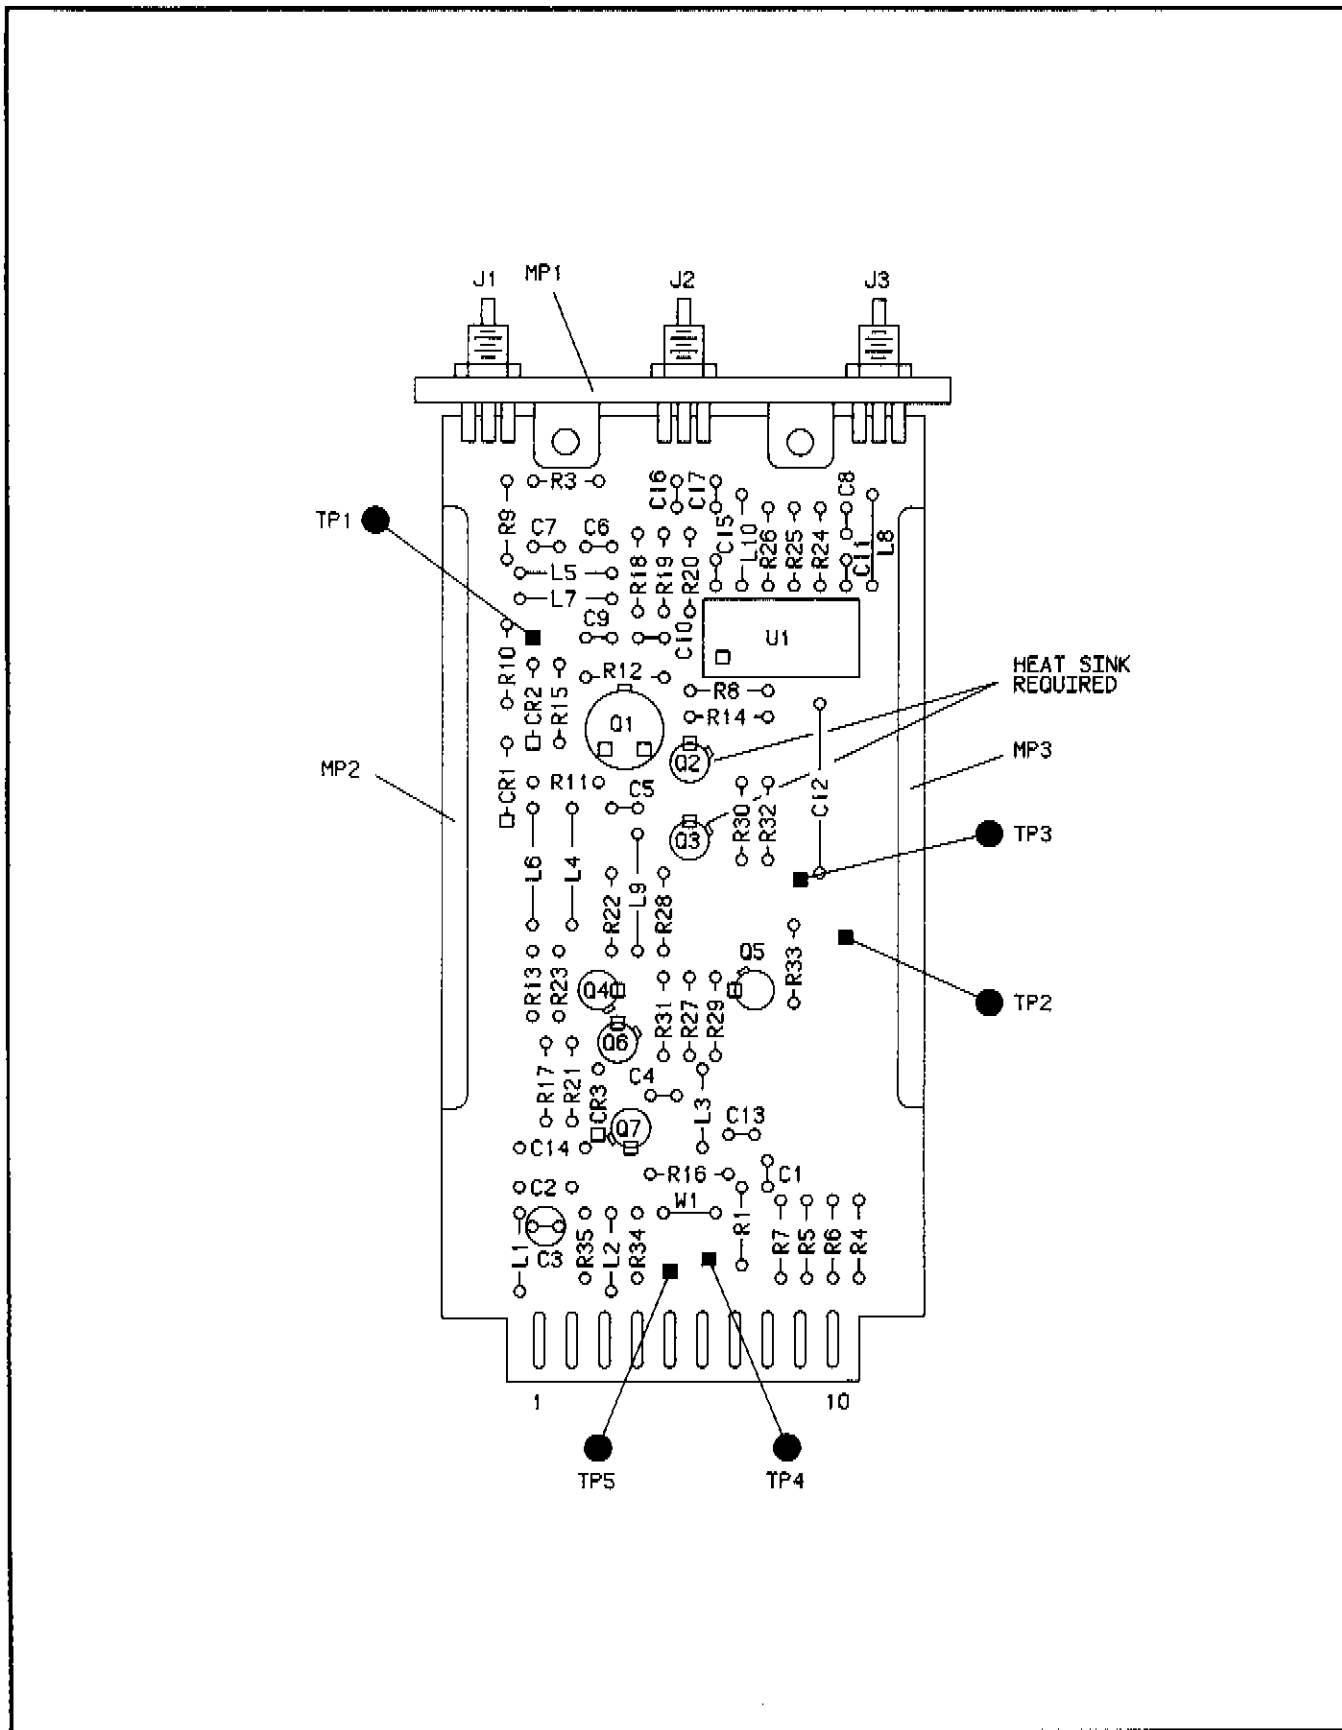 J1 MP1 J2 J3
R3 C16 C17 C8
TP1 R9 C7 C6 C15 L10 R26 R25 R24 C11 L8
L5 R18 R19 R20
L7
C9 C10 U1
R10 R12
HEAT SINK
REQUIRED
CR2 R15 R8
Q1 R14
MP2 CR1 Q2 MP3
R11 C5 C12
Q3 R30 R32 TP3
L6 L4 R22 L9 R28
Q5
R13 R23 Q4 R33 TP2
R31 R27 R29
Q6
R17 R21 CR3 C4 L3
Q7 C13
C14
R16 C1
C2 W1
L1 C3 R35 L2 R34 R1 R7 R5 R6 R4
1 10
TP5 TP4